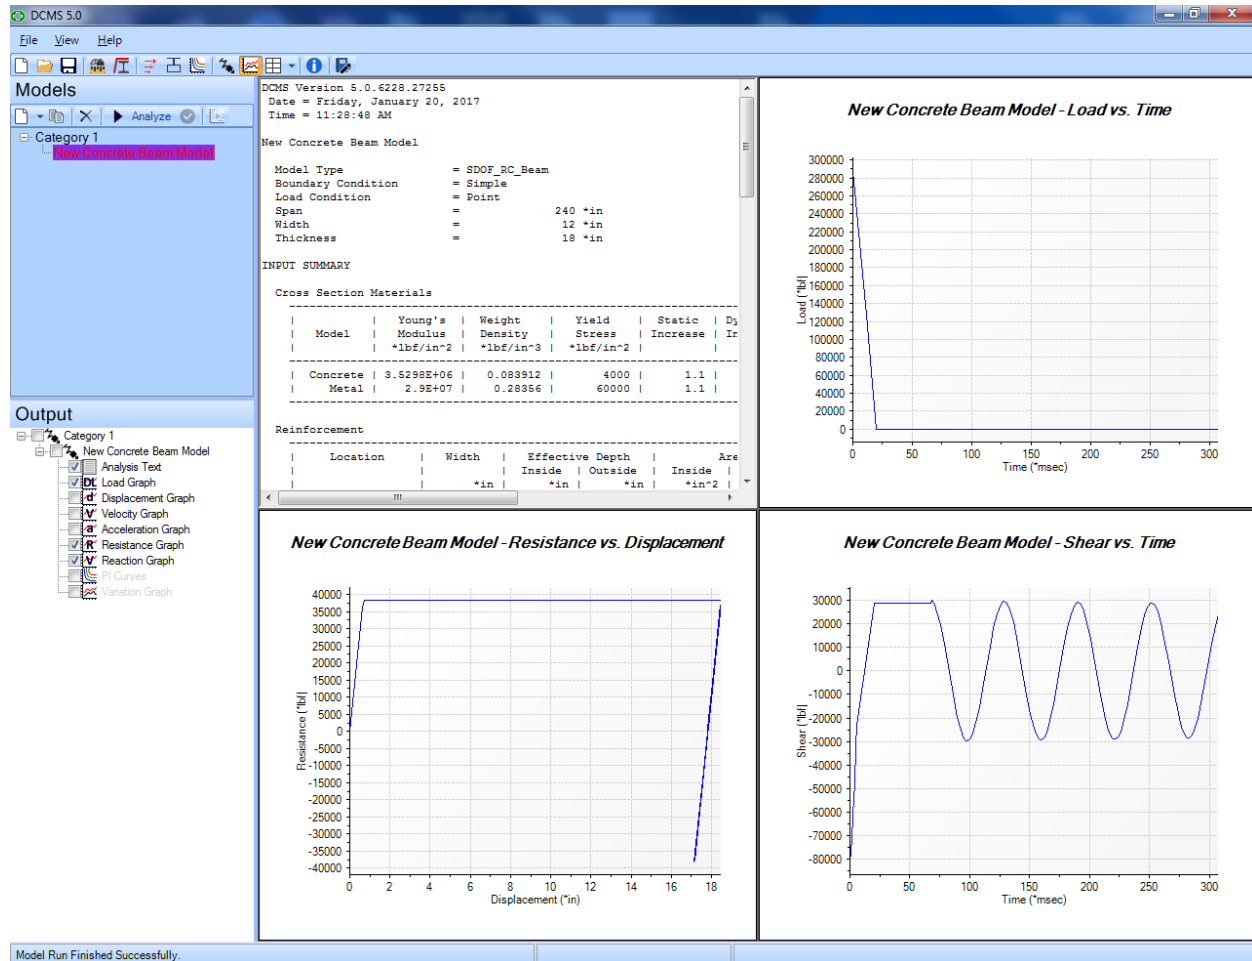 DCMS 5.0
File View Help
Models
Analyze
Category 1
New Concrete Beam Model
Output
Category 1
New Concrete Beam Model
Analysis Text
DL Load Graph
d Displacement Graph
V Velocity Graph
a Acceleration Graph
R Resistance Graph
V Reaction Graph
PI Curves
Variation Graph
DCMS Version 5.0.6228.27255
Date = Friday, January 20, 2017
Time = 11:28:48 AM
New Concrete Beam Model
Model Type = SDOF_RC_Beam
Boundary Condition = Simple
Load Condition = Point
Span = 240 *in
Width = 12 *in
Thickness = 18 *in
INPUT SUMMARY
Cross Section Materials
| | Young's | Weight | Yield | Static | Dy
| Model | Modulus | Density | Stress | Increase | In
| | *lbf/in^2 | *lbf/in^3 | *lbf/in^2 | |
| Concrete | 3.5298E+06 | 0.083912 | 4000 | 1.1 |
| Metal | 2.9E+07 | 0.28356 | 60000 | 1.1 |
Reinforcement
| Location | Width | Effective Depth | Are
| | | Inside | Outside | Inside |
| | *in | *in | *in | *in^2 |
New Concrete Beam Model - Load vs. Time
300000
280000
260000
240000
220000
200000
180000
160000
140000
120000
100000
80000
60000
40000
20000
0
Load (*lbf)
0 50 100 150 200 250 300
Time (*msec)
New Concrete Beam Model - Resistance vs. Displacement
40000
35000
30000
25000
20000
15000
10000
5000
0
-5000
-10000
-15000
-20000
-25000
-30000
-35000
-40000
Resistance (*lbf)
0 2 4 6 8 10 12 14 16 18
Displacement (*in)
New Concrete Beam Model - Shear vs. Time
30000
20000
10000
0
-10000
-20000
-30000
-40000
-50000
-60000
-70000
-80000
Shear (*lbf)
0 50 100 150 200 250 300
Time (*msec)
Model Run Finished Successfully.